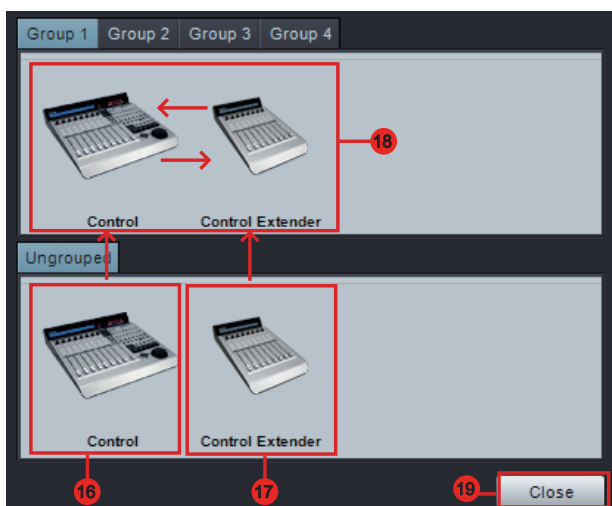 Group 1 Group 2 Group 3 Group 4
18
Control Control Extender
Ungrouped
Control Control Extender
16 17 19 Close